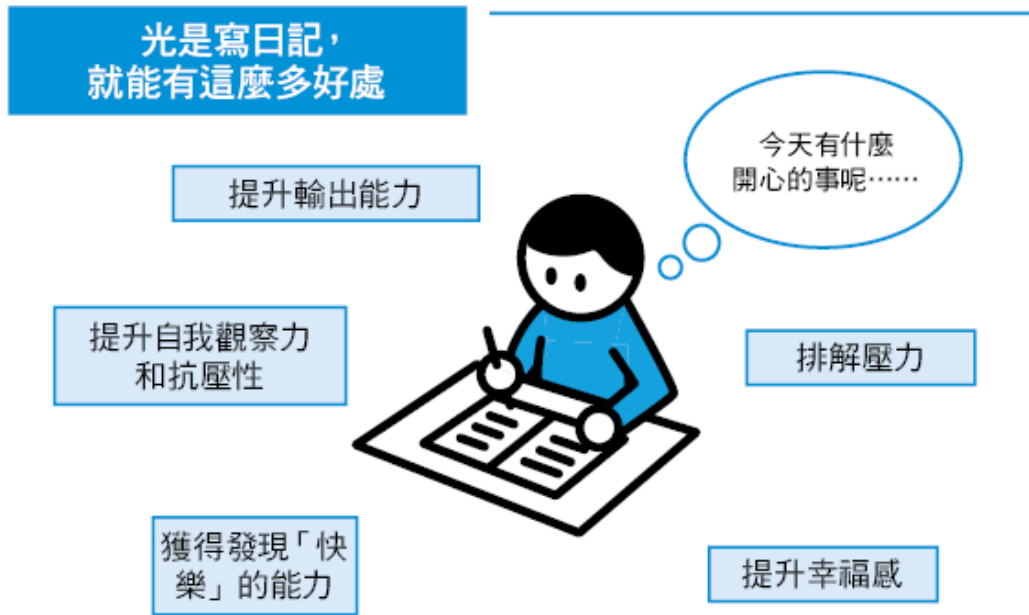 光是寫日記，
就能有這麼多好處
今天有什麼
開心的事呢……
提升輸出能力
提升自我觀察力
和抗壓性
排解壓力
獲得發現「快
樂」的能力
提升幸福感